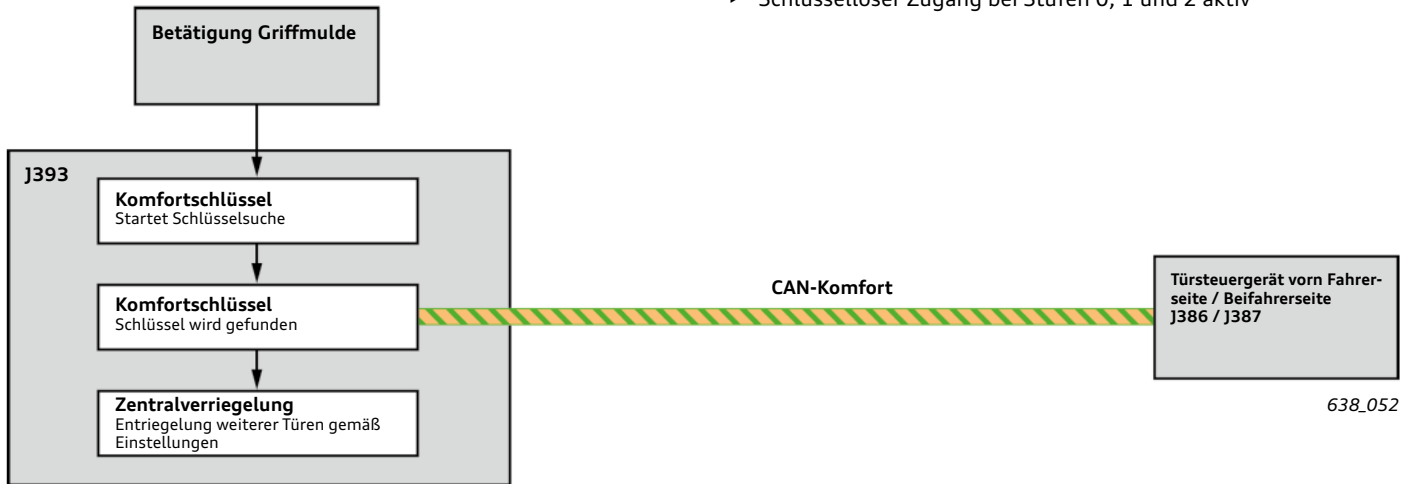 Schlüsselloser Zugang bei Stufen 0, 1 und 2 aktiv
Betätigung Griffmulde
J393
Komfortschlüssel
Startet Schlüsselsuche
Komfortschlüssel
Schlüssel wird gefunden
Zentralverriegelung
Entriegelung weiterer Türen gemäß
Einstellungen
CAN-Komfort
Türsteuergerät vorn Fahrer-
seite / Beifahrerseite
J386 / J387
638_052